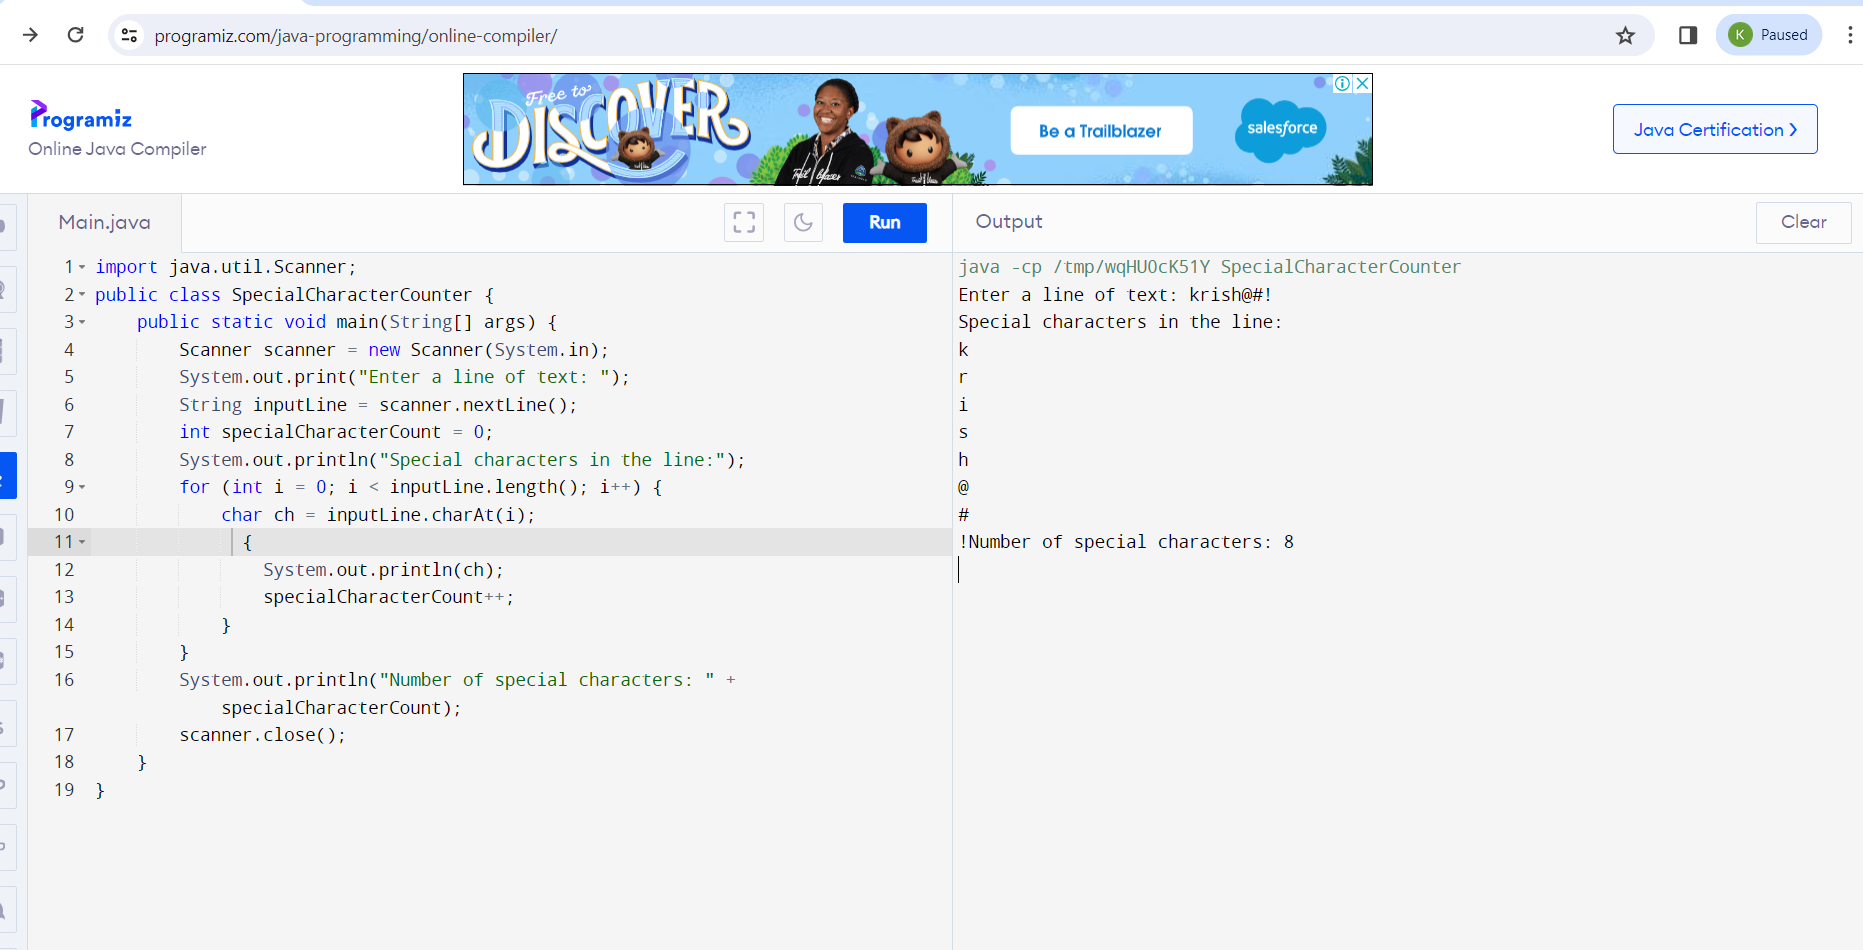 programiz.com/java-programming/online-compiler/
K Paused
Programiz
Online Java Compiler
Free to
DISCOVER
Be a Trailblazer
salesforce
Java Certification
Main.java
Run
Output
Clear
1 import java.util.Scanner;
2 public class SpecialCharacterCounter {
3     public static void main(String[] args) {
4         Scanner scanner = new Scanner(System.in);
5         System.out.print("Enter a line of text: ");
6         String inputLine = scanner.nextLine();
7         int specialCharacterCount = 0;
8         System.out.println("Special characters in the line:");
9         for (int i = 0; i < inputLine.length(); i++) {
10             char ch = inputLine.charAt(i);
11               {
12                 System.out.println(ch);
13                 specialCharacterCount++;
14             }
15         }
16         System.out.println("Number of special characters: " +
            specialCharacterCount);
17         scanner.close();
18     }
19 }
java -cp /tmp/wqHUOcK51Y SpecialCharacterCounter
Enter a line of text: krish@#!
Special characters in the line:
k
r
i
s
h
@
#
!Number of special characters: 8